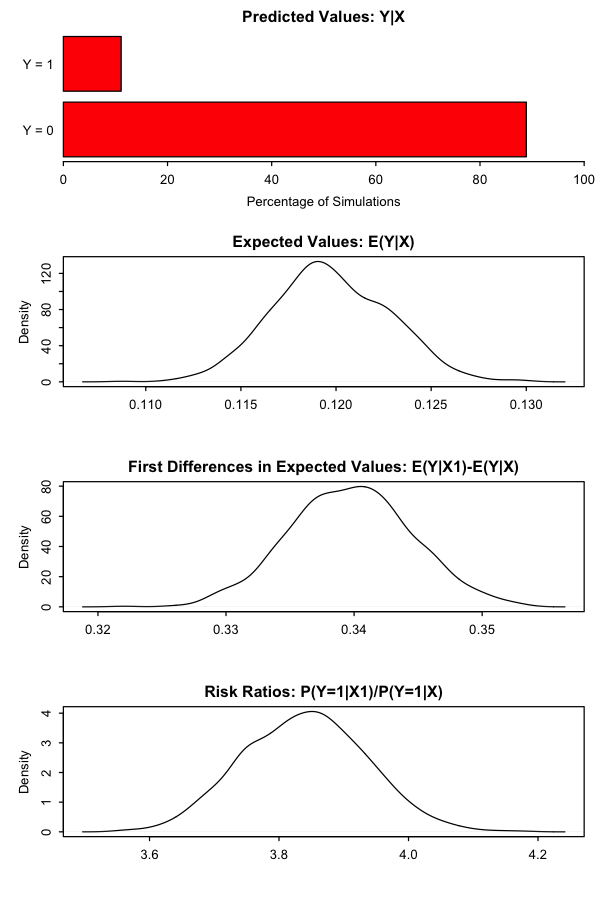 Predicted Values: Y|X
Y = 1
Y = 0
0 20 40 60 80 100
Percentage of Simulations
Expected Values: E(Y|X)
Density
0 40 80 120
0.110 0.115 0.120 0.125 0.130
First Differences in Expected Values: E(Y|X1)-E(Y|X)
Density
0 20 40 60 80
0.32 0.33 0.34 0.35
Risk Ratios: P(Y=1|X1)/P(Y=1|X)
Density
0 1 2 3 4
3.6 3.8 4.0 4.2